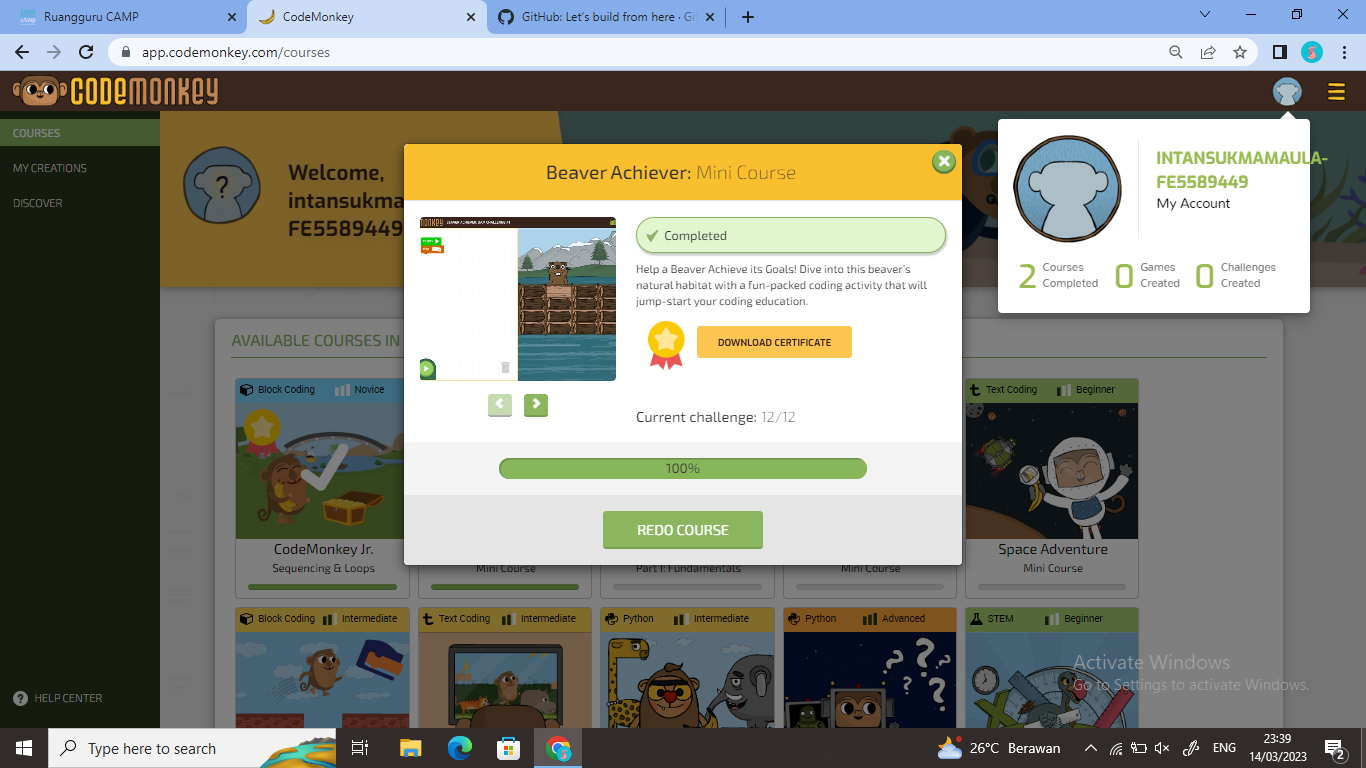 Ruangguru CAMP
CodeMonkey
GitHub: Let's build from here · Gi
app.codemonkey.com/courses
CODEMONKEY
COURSES
MY CREATIONS
DISCOVER
HELP CENTER
Welcome,
intansukma
FE5589449
INTANSUKMAMAULA-
FE5589449
My Account
2 Courses Completed
0 Games Created
0 Challenges Created
Beaver Achiever: Mini Course
Completed
Help a Beaver Achieve its Goals! Dive into this beaver's
natural habitat with a fun-packed coding activity that will
jump-start your coding education.
DOWNLOAD CERTIFICATE
Current challenge: 12/12
100%
REDO COURSE
AVAILABLE COURSES IN
Block Coding Novice
Text Coding Beginner
CodeMonkey Jr.
Sequencing & Loops
Mini Course
Part I: Fundamentals
Mini Course
Space Adventure
Mini Course
Block Coding Intermediate
Text Coding Intermediate
Python Intermediate
Python Advanced
STEM Beginner
Activate Windows
Go to Settings to activate Windows.
Type here to search
26°C Berawan
ENG
23:39
14/03/2023
2